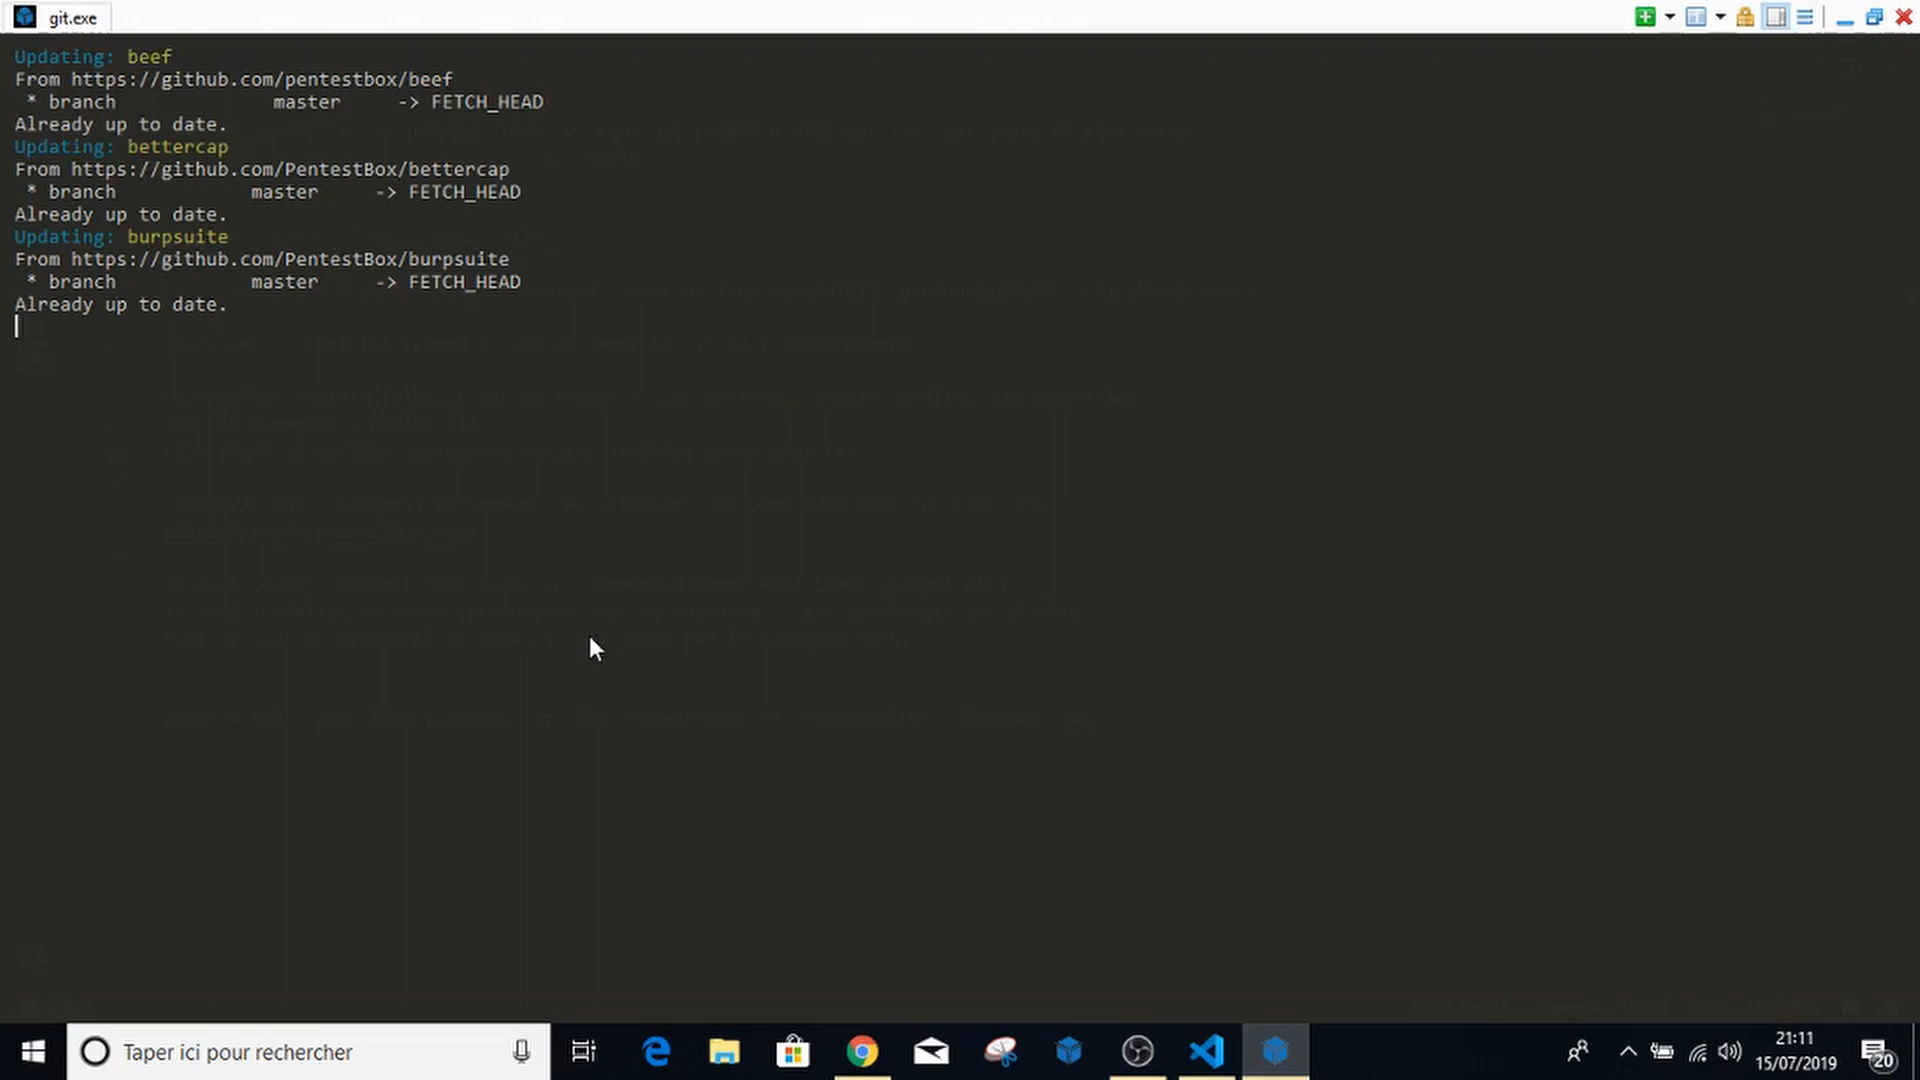 git.exe
Updating: beef
From https://github.com/pentestbox/beef
* branch master -> FETCH_HEAD
Already up to date.
Updating: bettercap
From https://github.com/PentestBox/bettercap
* branch master -> FETCH_HEAD
Already up to date.
Updating: burpsuite
From https://github.com/PentestBox/burpsuite
* branch master -> FETCH_HEAD
Already up to date.
Taper ici pour rechercher
21:11
15/07/2019
20